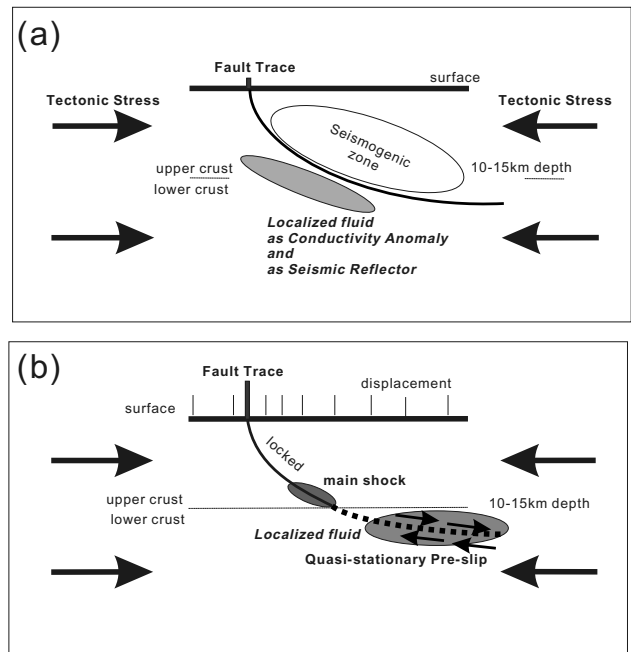 (a)
Fault Trace
surface
Tectonic Stress
Tectonic Stress
Seismogenic
zone
upper crust
10-15km depth
lower crust
Localized fluid
as Conductivity Anomaly
and
as Seismic Reflector
(b)
Fault Trace
displacement
surface
locked
main shock
upper crust
10-15km depth
lower crust
Localized fluid
Quasi-stationary Pre-slip